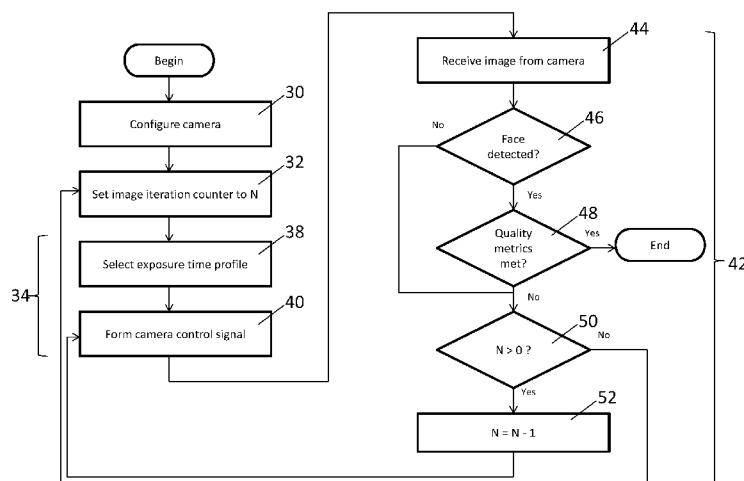 Begin
30
Configure camera
32
Set image iteration counter to N
38
Select exposure time profile
34
40
Form camera control signal
44
Receive image from camera
46
No
Face
detected?
Yes
48
Quality
metrics
met?
Yes
End
42
No
50
N > 0 ?
No
Yes
52
N = N - 1